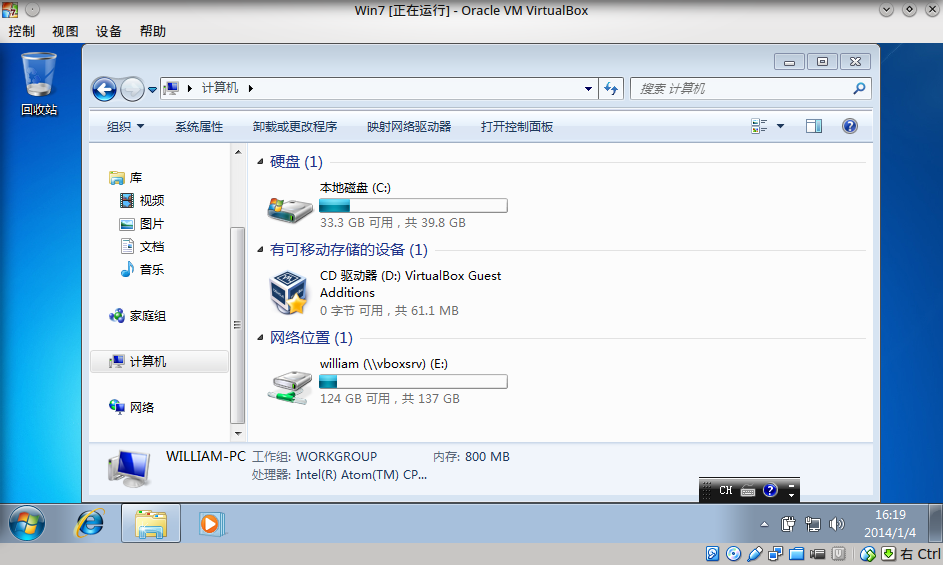 Win7 [正在运行] - Oracle VM VirtualBox
控制 视图 设备 帮助
回收站
计算机
搜索 计算机
组织 系统属性 卸载或更改程序 映射网络驱动器 打开控制面板
库
视频
图片
文档
音乐
家庭组
计算机
网络
硬盘 (1)
本地磁盘 (C:)
33.3 GB 可用，共 39.8 GB
有可移动存储的设备 (1)
CD 驱动器 (D:) VirtualBox Guest
Additions
0 字节 可用，共 61.1 MB
网络位置 (1)
william (\\vboxsrv) (E:)
124 GB 可用，共 137 GB
WILLIAM-PC 工作组: WORKGROUP 内存: 800 MB
处理器: Intel(R) Atom(TM) CP...
CH
16:19
2014/1/4
右 Ctrl